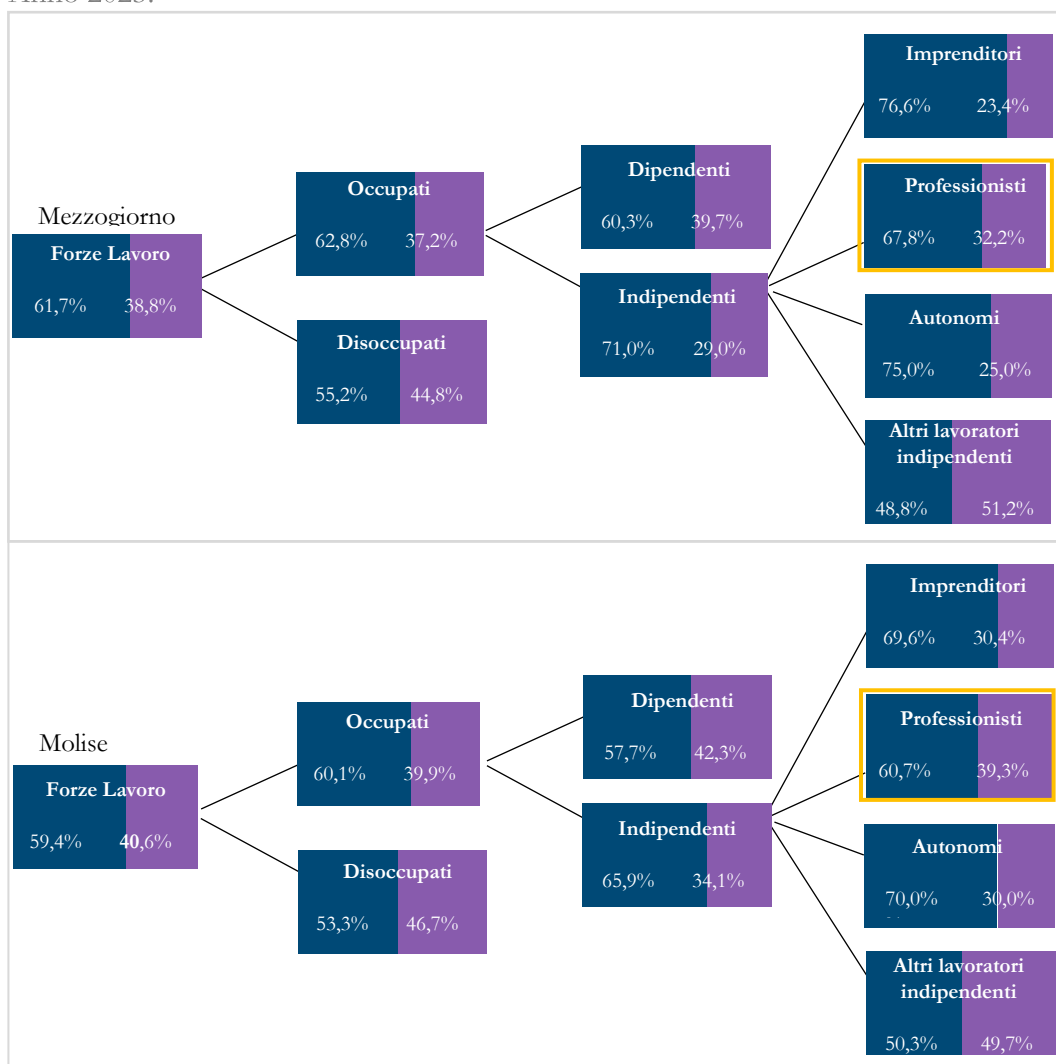 Anno 2023.
Mezzogiorno
Forze Lavoro
61,7% 38,8%
Occupati
62,8% 37,2%
Disoccupati
55,2% 44,8%
Dipendenti
60,3% 39,7%
Indipendenti
71,0% 29,0%
Imprenditori
76,6% 23,4%
Professionisti
67,8% 32,2%
Autonomi
75,0% 25,0%
Altri lavoratori
indipendenti
48,8% 51,2%
Molise
Forze Lavoro
59,4% 40,6%
Occupati
60,1% 39,9%
Disoccupati
53,3% 46,7%
Dipendenti
57,7% 42,3%
Indipendenti
65,9% 34,1%
Imprenditori
69,6% 30,4%
Professionisti
60,7% 39,3%
Autonomi
70,0% 30,0%
Altri lavoratori
indipendenti
50,3% 49,7%